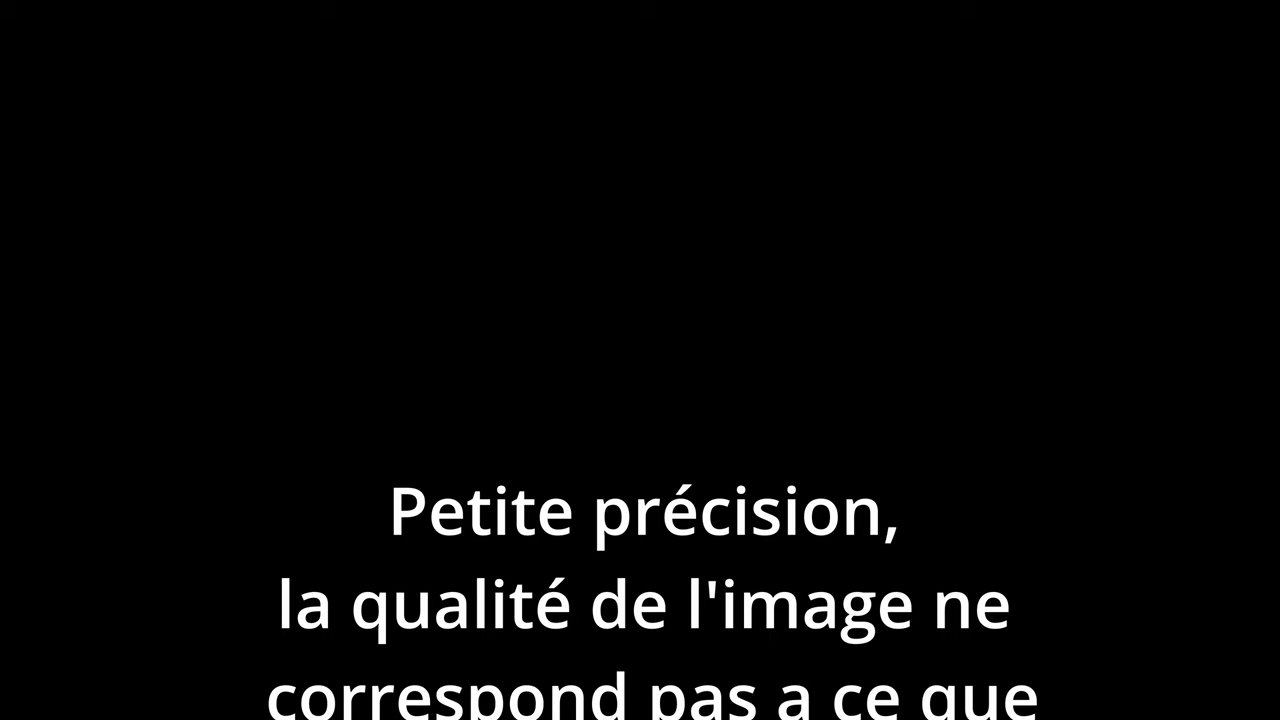 Petite précision,
la qualité de l'image ne
correspond pas a ce que